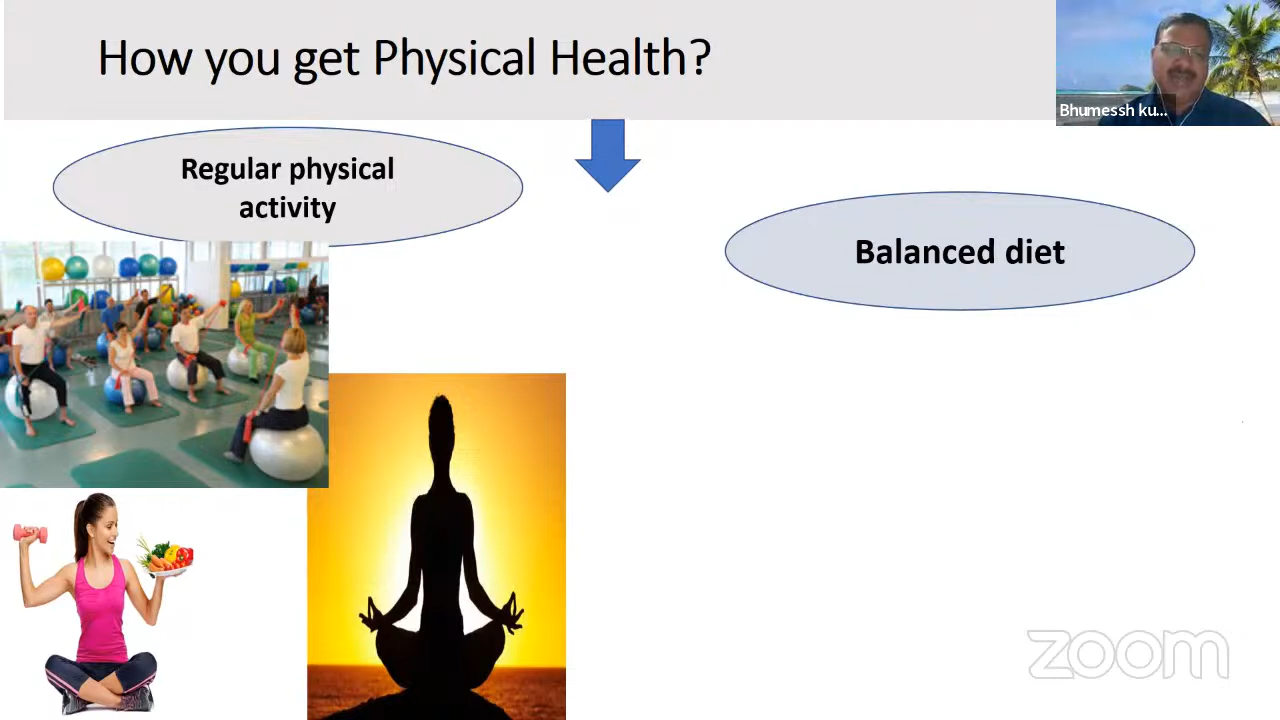 How you get Physical Health?
Bhumessh ku...
Regular physical
activity
Balanced diet
zoom